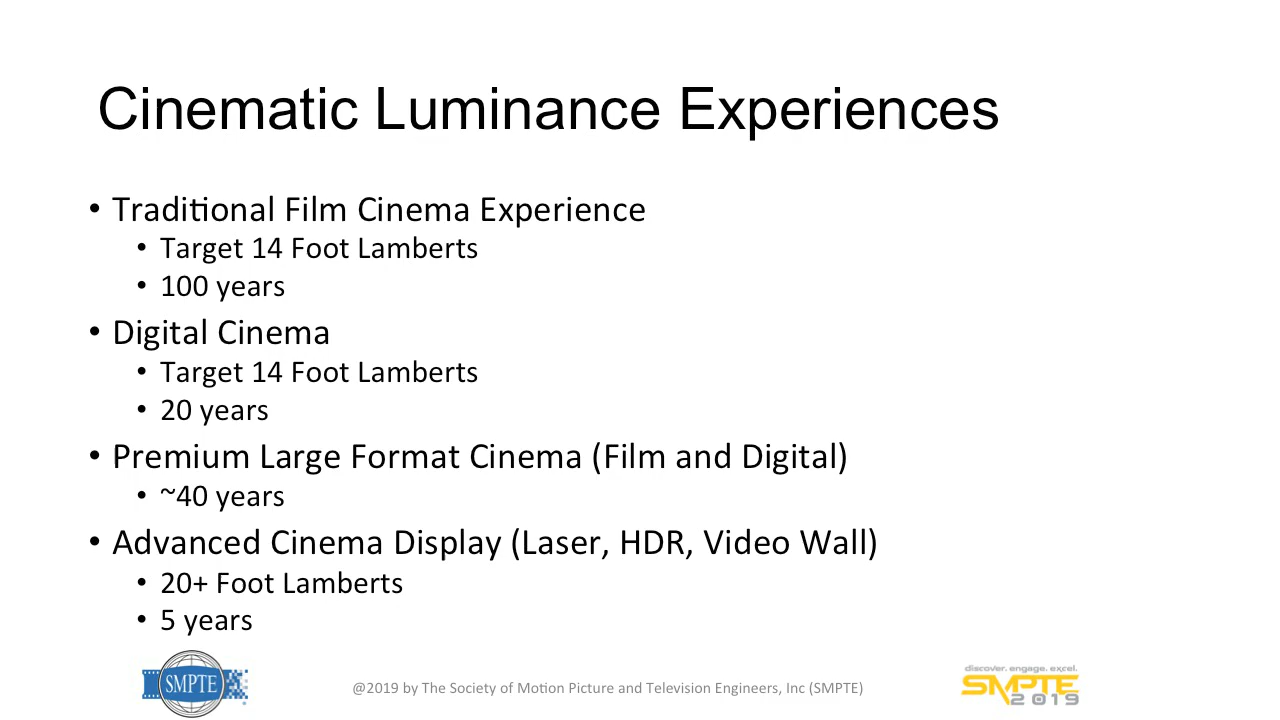 Cinematic Luminance Experiences
• Traditional Film Cinema Experience
• Target 14 Foot Lamberts
• 100 years
• Digital Cinema
• Target 14 Foot Lamberts
• 20 years
• Premium Large Format Cinema (Film and Digital)
• ~40 years
• Advanced Cinema Display (Laser, HDR, Video Wall)
• 20+ Foot Lamberts
• 5 years
SMPTE
@2019 by The Society of Motion Picture and Television Engineers, Inc (SMPTE)
discover. engage. excel.
SMPTE
2019